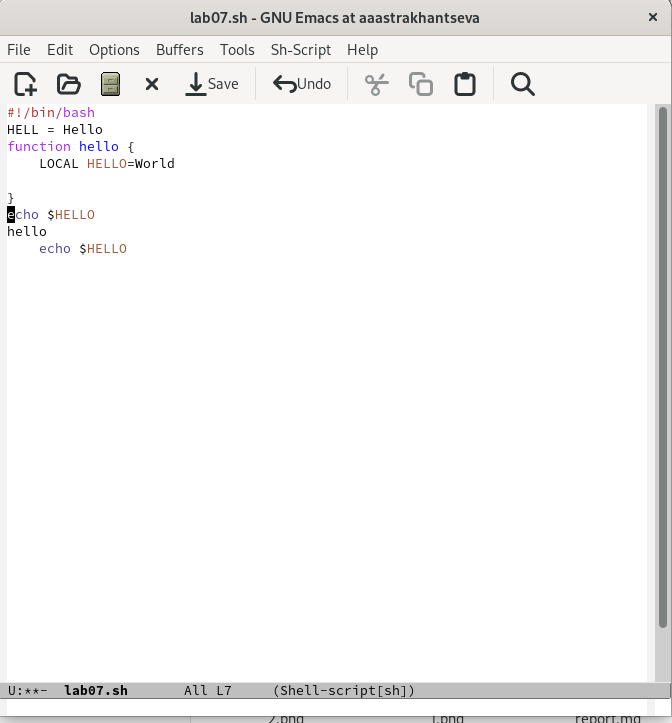 lab07.sh - GNU Emacs at aaastrakhantseva
File Edit Options Buffers Tools Sh-Script Help
Save Undo
#!/bin/bash
HELL = Hello
function hello {
    LOCAL HELLO=World
}
echo $HELLO
hello
    echo $HELLO
U:**-  lab07.sh       All L7     (Shell-script[sh])
2.png 1.png report.md